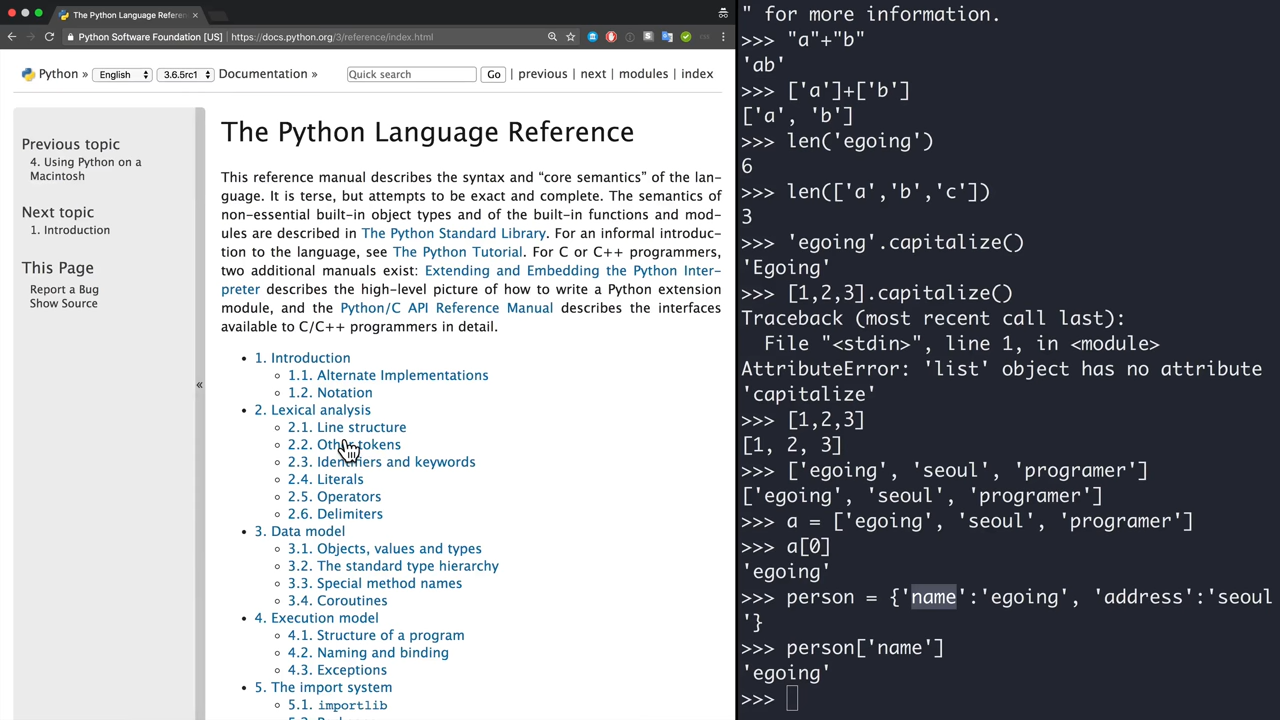 The Python Language Referen
Python Software Foundation [US] | https://docs.python.org/3/reference/index.html
Python » English 3.6.5rc1 Documentation » Quick search Go | previous | next | modules | index
Previous topic
4. Using Python on a
Macintosh
Next topic
1. Introduction
This Page
Report a Bug
Show Source
«
The Python Language Reference
This reference manual describes the syntax and “core semantics” of the lan-
guage. It is terse, but attempts to be exact and complete. The semantics of
non-essential built-in object types and of the built-in functions and mod-
ules are described in The Python Standard Library. For an informal introduc-
tion to the language, see The Python Tutorial. For C or C++ programmers,
two additional manuals exist: Extending and Embedding the Python Inter-
preter describes the high-level picture of how to write a Python extension
module, and the Python/C API Reference Manual describes the interfaces
available to C/C++ programmers in detail.
1. Introduction
1.1. Alternate Implementations
1.2. Notation
2. Lexical analysis
2.1. Line structure
2.2. Other tokens
2.3. Identifiers and keywords
2.4. Literals
2.5. Operators
2.6. Delimiters
3. Data model
3.1. Objects, values and types
3.2. The standard type hierarchy
3.3. Special method names
3.4. Coroutines
4. Execution model
4.1. Structure of a program
4.2. Naming and binding
4.3. Exceptions
5. The import system
5.1. importlib
" for more information.
>>> "a"+"b"
'ab'
>>> ['a']+['b']
['a', 'b']
>>> len('egoing')
6
>>> len(['a','b','c'])
3
>>> 'egoing'.capitalize()
'Egoing'
>>> [1,2,3].capitalize()
Traceback (most recent call last):
  File "<stdin>", line 1, in <module>
AttributeError: 'list' object has no attribute
'capitalize'
>>> [1,2,3]
[1, 2, 3]
>>> ['egoing', 'seoul', 'programer']
['egoing', 'seoul', 'programer']
>>> a = ['egoing', 'seoul', 'programer']
>>> a[0]
'egoing'
>>> person = {'name':'egoing', 'address':'seoul
'}
>>> person['name']
'egoing'
>>>